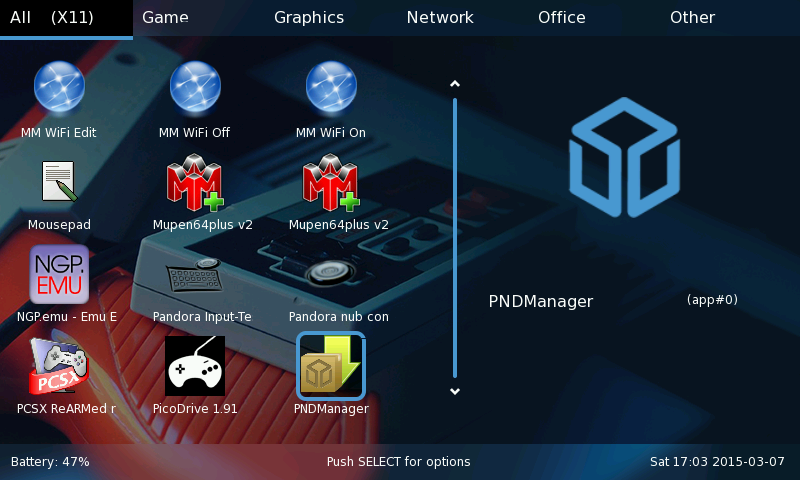 All (X11) Game Graphics Network Office Other
MM WiFi Edit MM WiFi Off MM WiFi On
Mousepad Mupen64plus v2 Mupen64plus v2
NGP.
EMU
NGP.emu - Emu E Pandora Input-Te Pandora nub con
PCSX
PCSX ReARMed r PicoDrive 1.91 PNDManager
PNDManager (app#0)
Battery: 47% Push SELECT for options Sat 17:03 2015-03-07